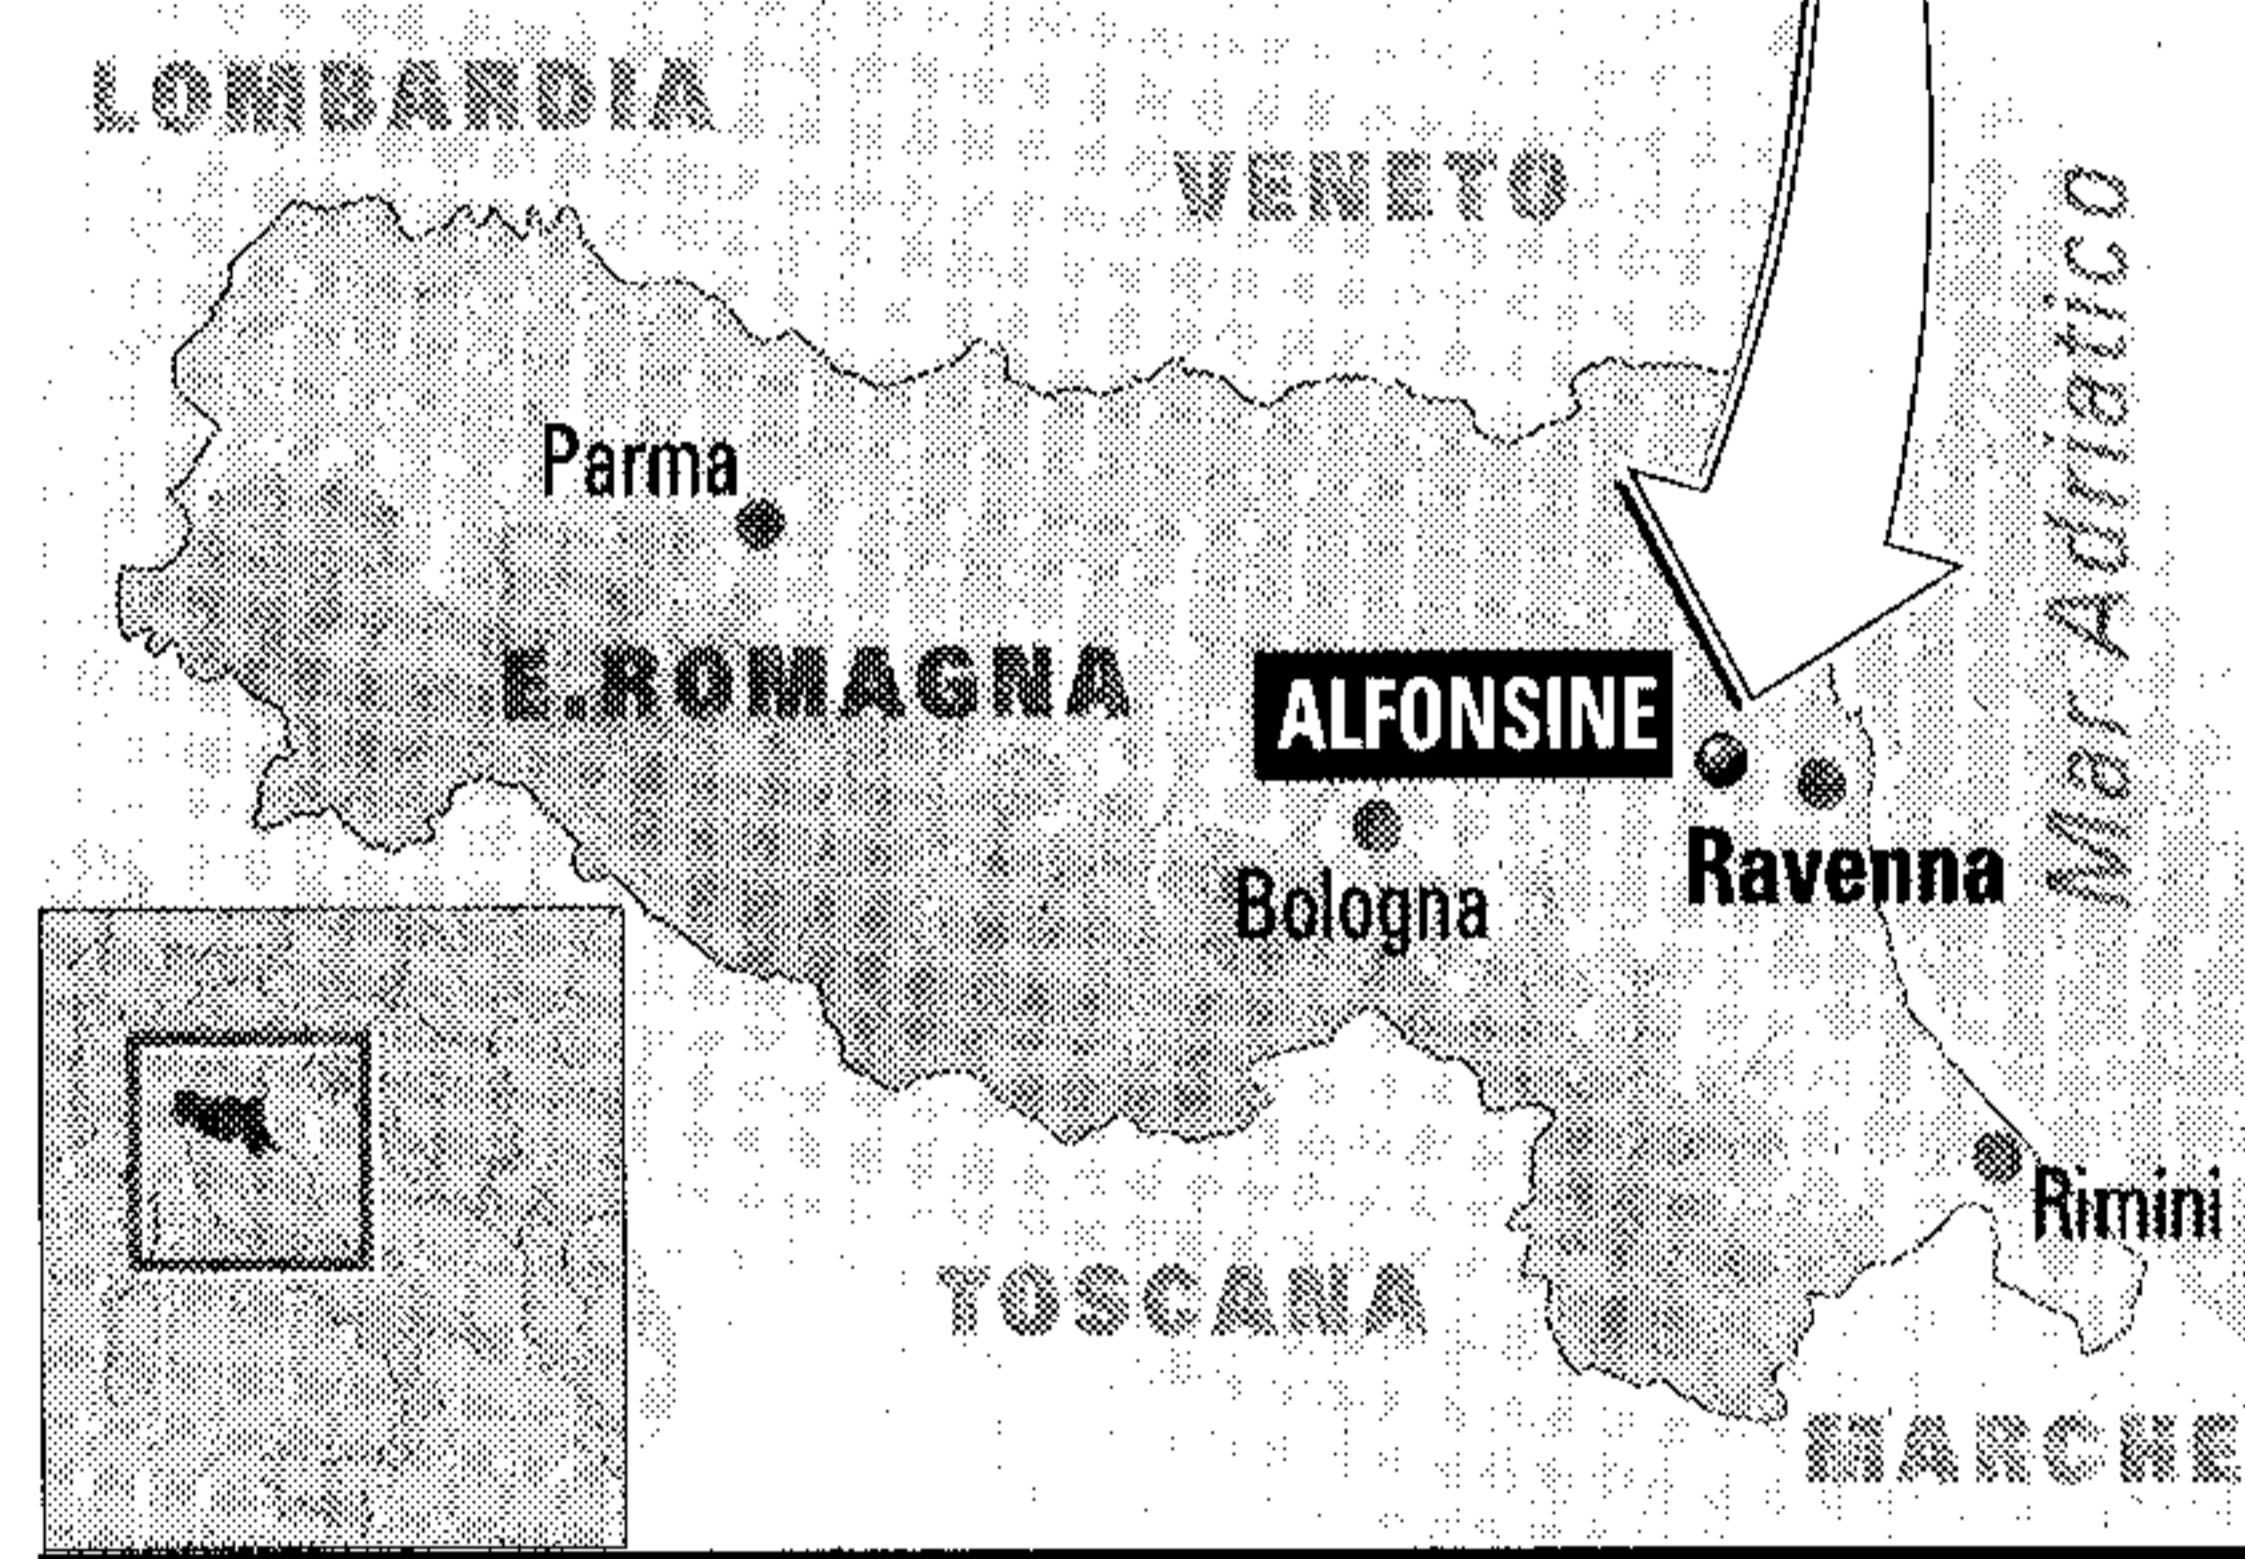 LOMBARDIA
VENETO
Mar Adriatico
Parma
E.ROMAGNA
ALFONSINE
Bologna
Ravenna
Rimini
TOSCANA
MARCHE